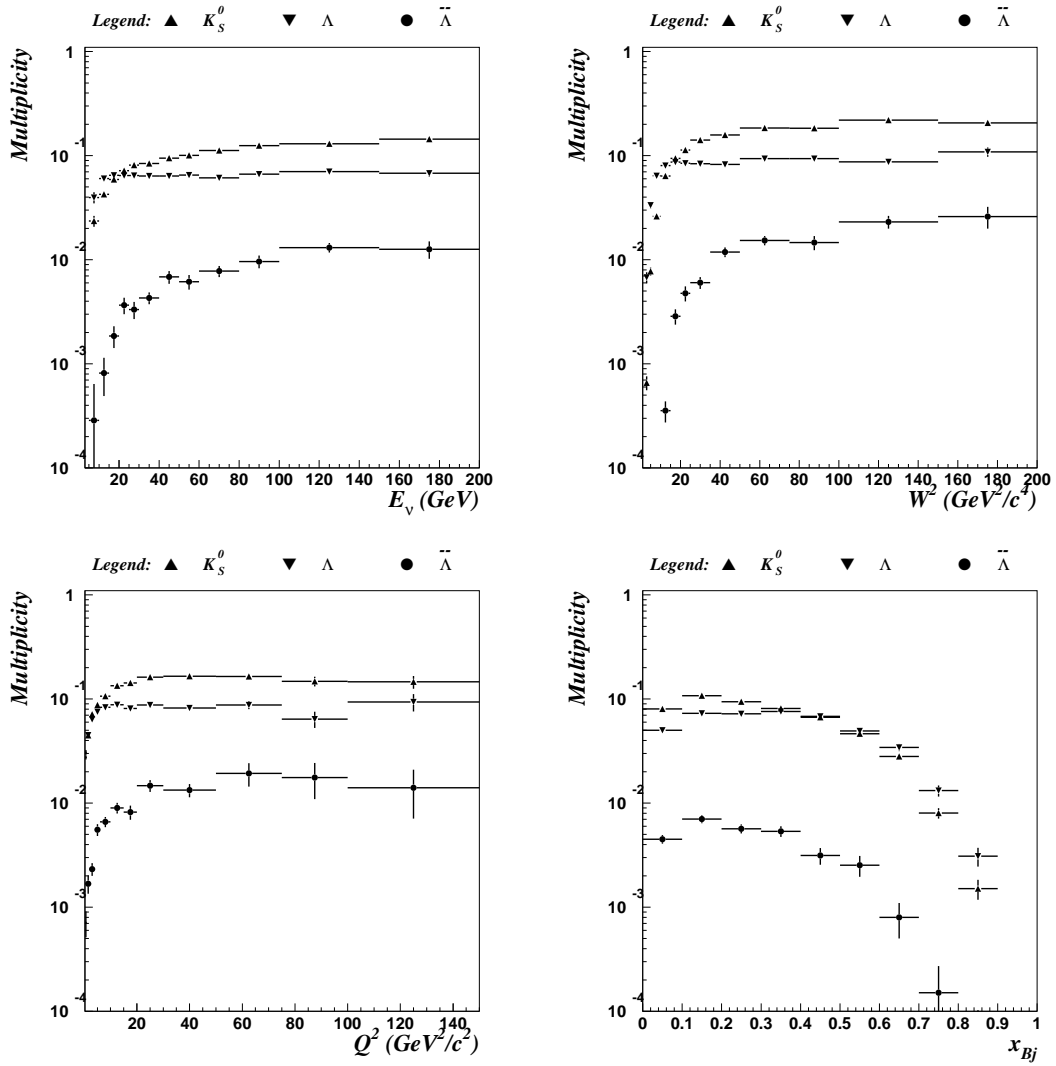 Legend: ▲ K_S^0 ▼ Λ ● Λ̄
Multiplicity
1
10^-1
10^-2
10^-3
10^-4
20 40 60 80 100 120 140 160 180 200
E_ν (GeV)
Legend: ▲ K_S^0 ▼ Λ ● Λ̄
Multiplicity
1
10^-1
10^-2
10^-3
10^-4
20 40 60 80 100 120 140 160 180 200
W^2 (GeV^2/c^4)
Legend: ▲ K_S^0 ▼ Λ ● Λ̄
Multiplicity
1
10^-1
10^-2
10^-3
10^-4
20 40 60 80 100 120 140
Q^2 (GeV^2/c^2)
Legend: ▲ K_S^0 ▼ Λ ● Λ̄
Multiplicity
1
10^-1
10^-2
10^-3
10^-4
0 0.1 0.2 0.3 0.4 0.5 0.6 0.7 0.8 0.9 1
x_Bj